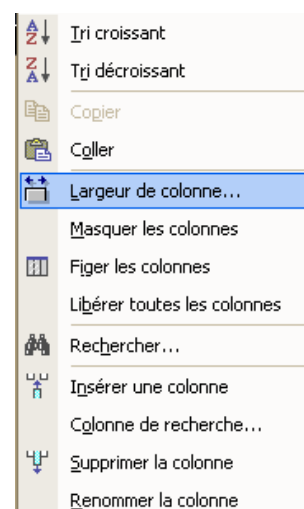 Tri croissant
Tri décroissant
Copier
Coller
Largeur de colonne...
Masquer les colonnes
Figer les colonnes
Libérer toutes les colonnes
Rechercher...
Insérer une colonne
Colonne de recherche...
Supprimer la colonne
Renommer la colonne